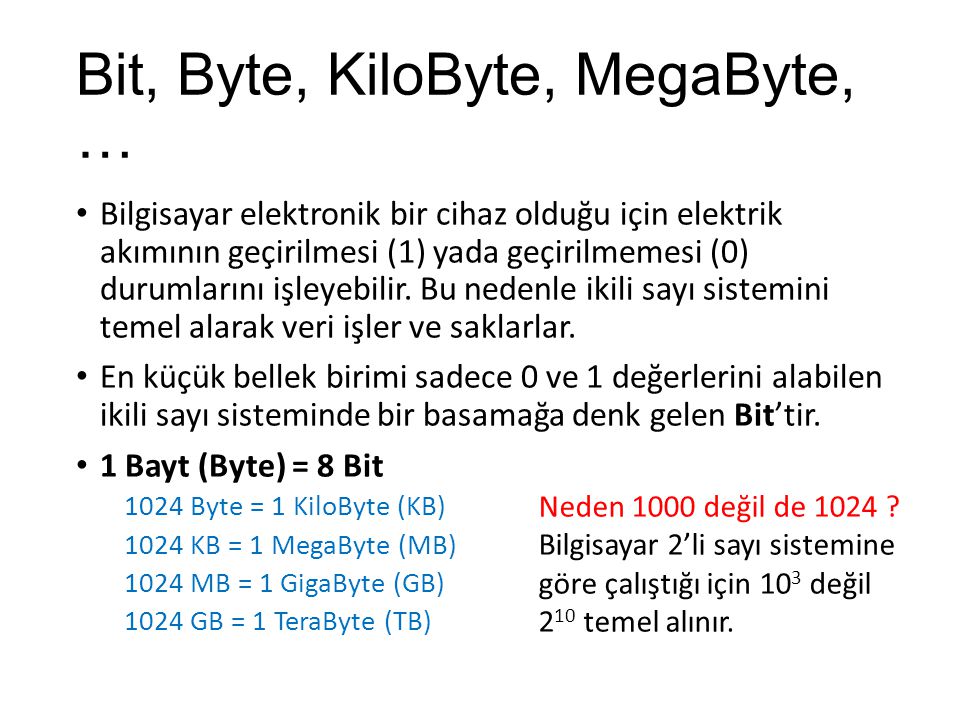 Bit, Byte, KiloByte, MegaByte,
…
• Bilgisayar elektronik bir cihaz olduğu için elektrik
akımının geçirilmesi (1) yada geçirilmemesi (0)
durumlarını işleyebilir. Bu nedenle ikili sayı sistemini
temel alarak veri işler ve saklarlar.
• En küçük bellek birimi sadece 0 ve 1 değerlerini alabilen
ikili sayı sisteminde bir basamağa denk gelen Bit’tir.
• 1 Bayt (Byte) = 8 Bit
1024 Byte = 1 KiloByte (KB)
1024 KB = 1 MegaByte (MB)
1024 MB = 1 GigaByte (GB)
1024 GB = 1 TeraByte (TB)
Neden 1000 değil de 1024 ?
Bilgisayar 2’li sayı sistemine
göre çalıştığı için 10³ değil
2¹⁰ temel alınır.